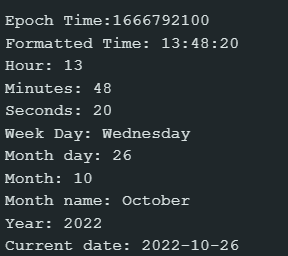 Epoch Time:1666792100
Formatted Time: 13:48:20
Hour: 13
Minutes: 48
Seconds: 20
Week Day: Wednesday
Month day: 26
Month: 10
Month name: October
Year: 2022
Current date: 2022-10-26